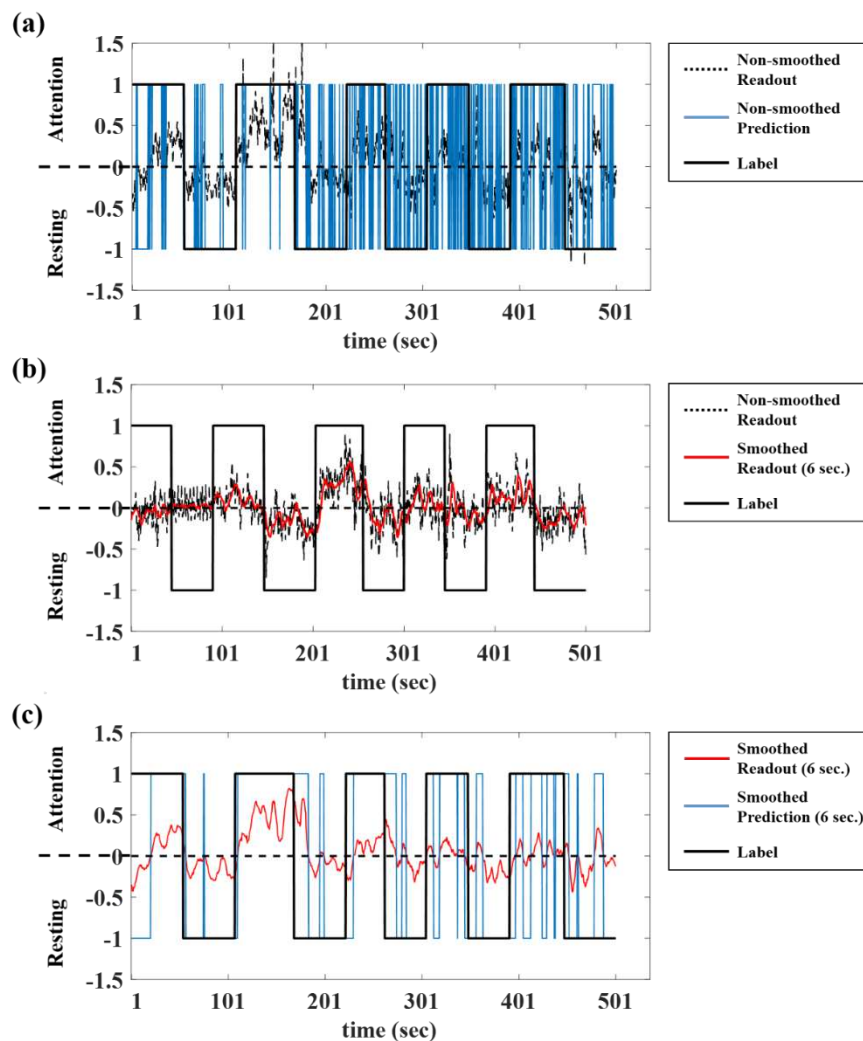 (a)
Attention
Resting
1.5
1
0.5
0
-0.5
-1
-1.5
1
101
201
301
401
501
time (sec)
Non-smoothed
Readout
Non-smoothed
Prediction
Label
(b)
Attention
Resting
1.5
1
0.5
0
-0.5
-1
-1.5
1
101
201
301
401
501
time (sec)
Non-smoothed
Readout
Smoothed
Readout (6 sec.)
Label
(c)
Attention
Resting
1.5
1
0.5
0
-0.5
-1
-1.5
1
101
201
301
401
501
time (sec)
Smoothed
Readout (6 sec.)
Smoothed
Prediction (6 sec.)
Label